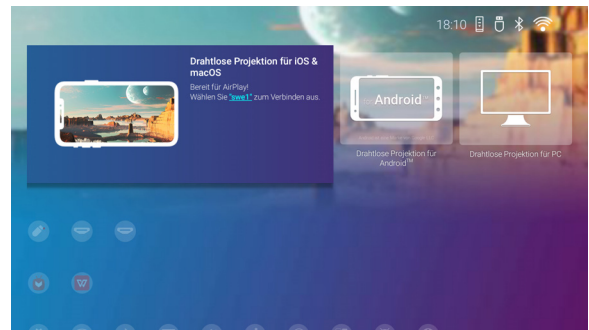 18:10
Drahtlose Projektion für iOS &
macOS
Bereit für AirPlay!
Wählen Sie "swe1" zum Verbinden aus.
Android™
Drahtlose Projektion für
Android™
Drahtlose Projektion für PC